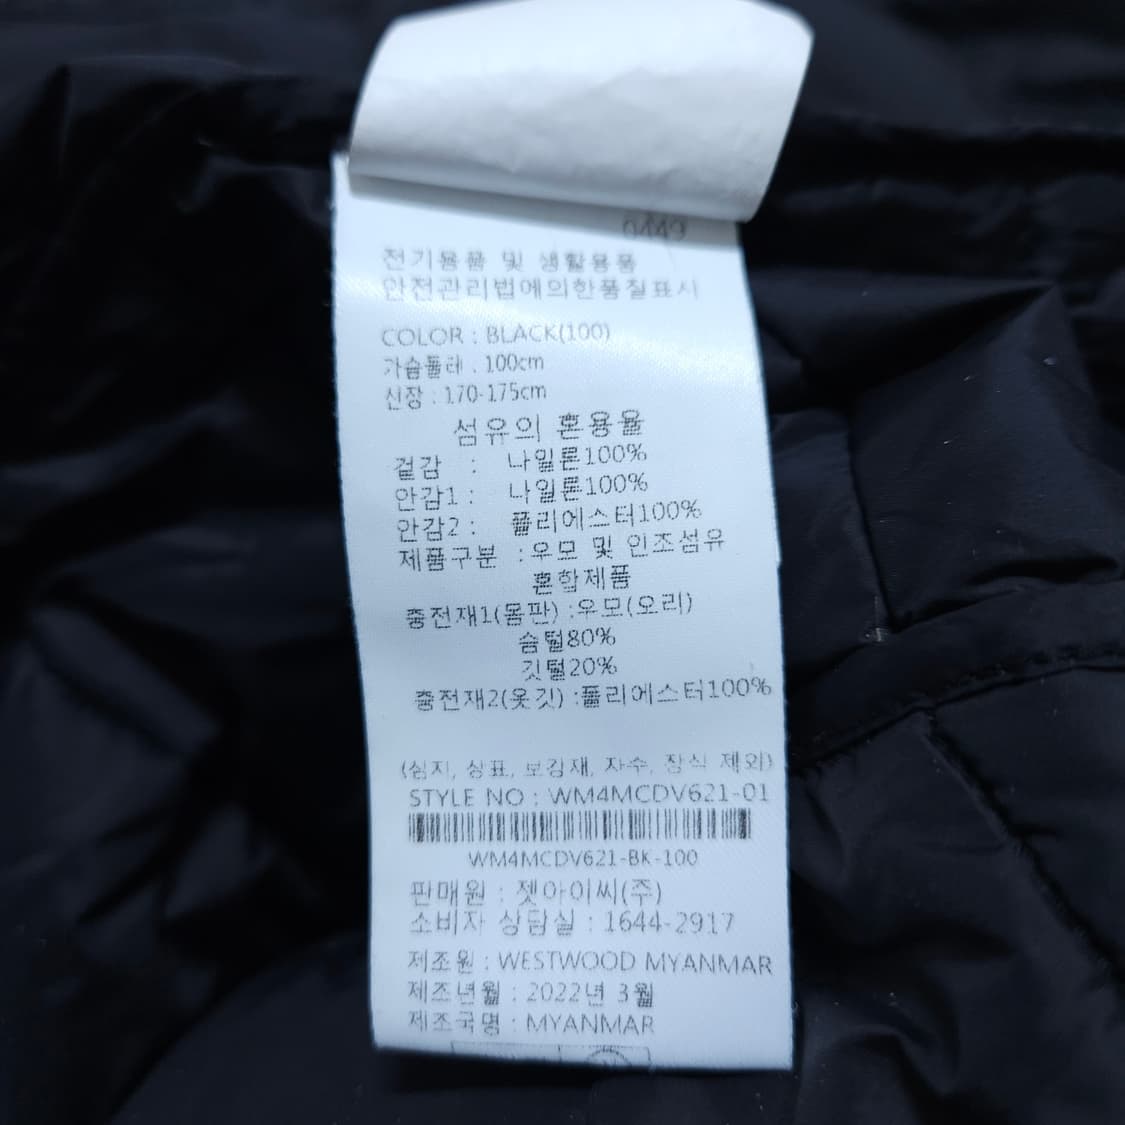 0449
전기용품 및 생활용품
안전관리법에의한품질표시
COLOR : BLACK(100)
가슴둘레 : 100cm
신장 : 170-175cm
섬유의 혼용율
겉감 : 나일론100%
안감1 : 나일론100%
안감2 : 폴리에스터100%
제품구분 :우모 및 인조섬유
혼합제품
충전재1(몸판) :우모(오리)
솜털80%
깃털20%
충전재2(옷깃) :폴리에스터100%
(심지, 상표, 보강재, 자수, 장식 제외)
STYLE NO : WM4MCDV621-01
WM4MCDV621-BK-100
판매원 : 젯아이씨(주)
소비자 상담실 : 1644-2917
제조원 : WESTWOOD MYANMAR
제조년월 : 2022년 3월
제조국명 : MYANMAR